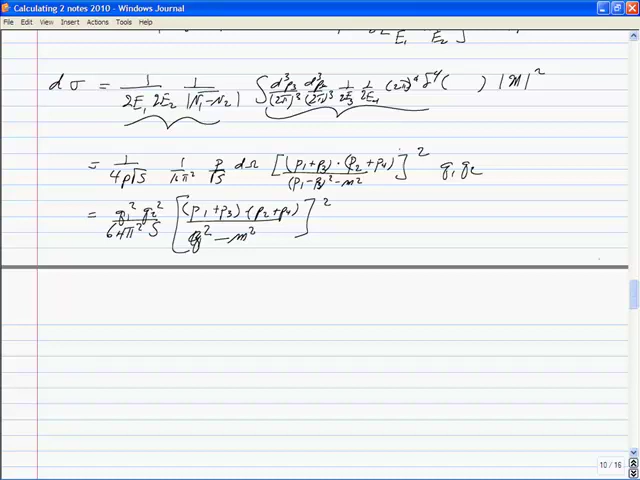 Calculating 2 notes 2010 - Windows Journal
File Edit View Insert Actions Tools Help
E₁ E₂ ]
dσ = 1/(2E₁ 2E₂) 1/|v₁-v₂| ∫ d³p₃/(2π)³ d³p₄/(2π)³ 1/2E₃ 1/2E₄ (2π)⁴ δ⁴( ) |M|²
= 1/(4p√s) 1/(16π²) p/√s dΩ [ (p₁+p₃)·(p₂+p₄) / ((p₁-p₃)²-m²) ]² g₁g₂
= g₁² g₂² / (64π² s) [ (p₁+p₃)·(p₂+p₄) / (q²-m²) ]²
10 / 16